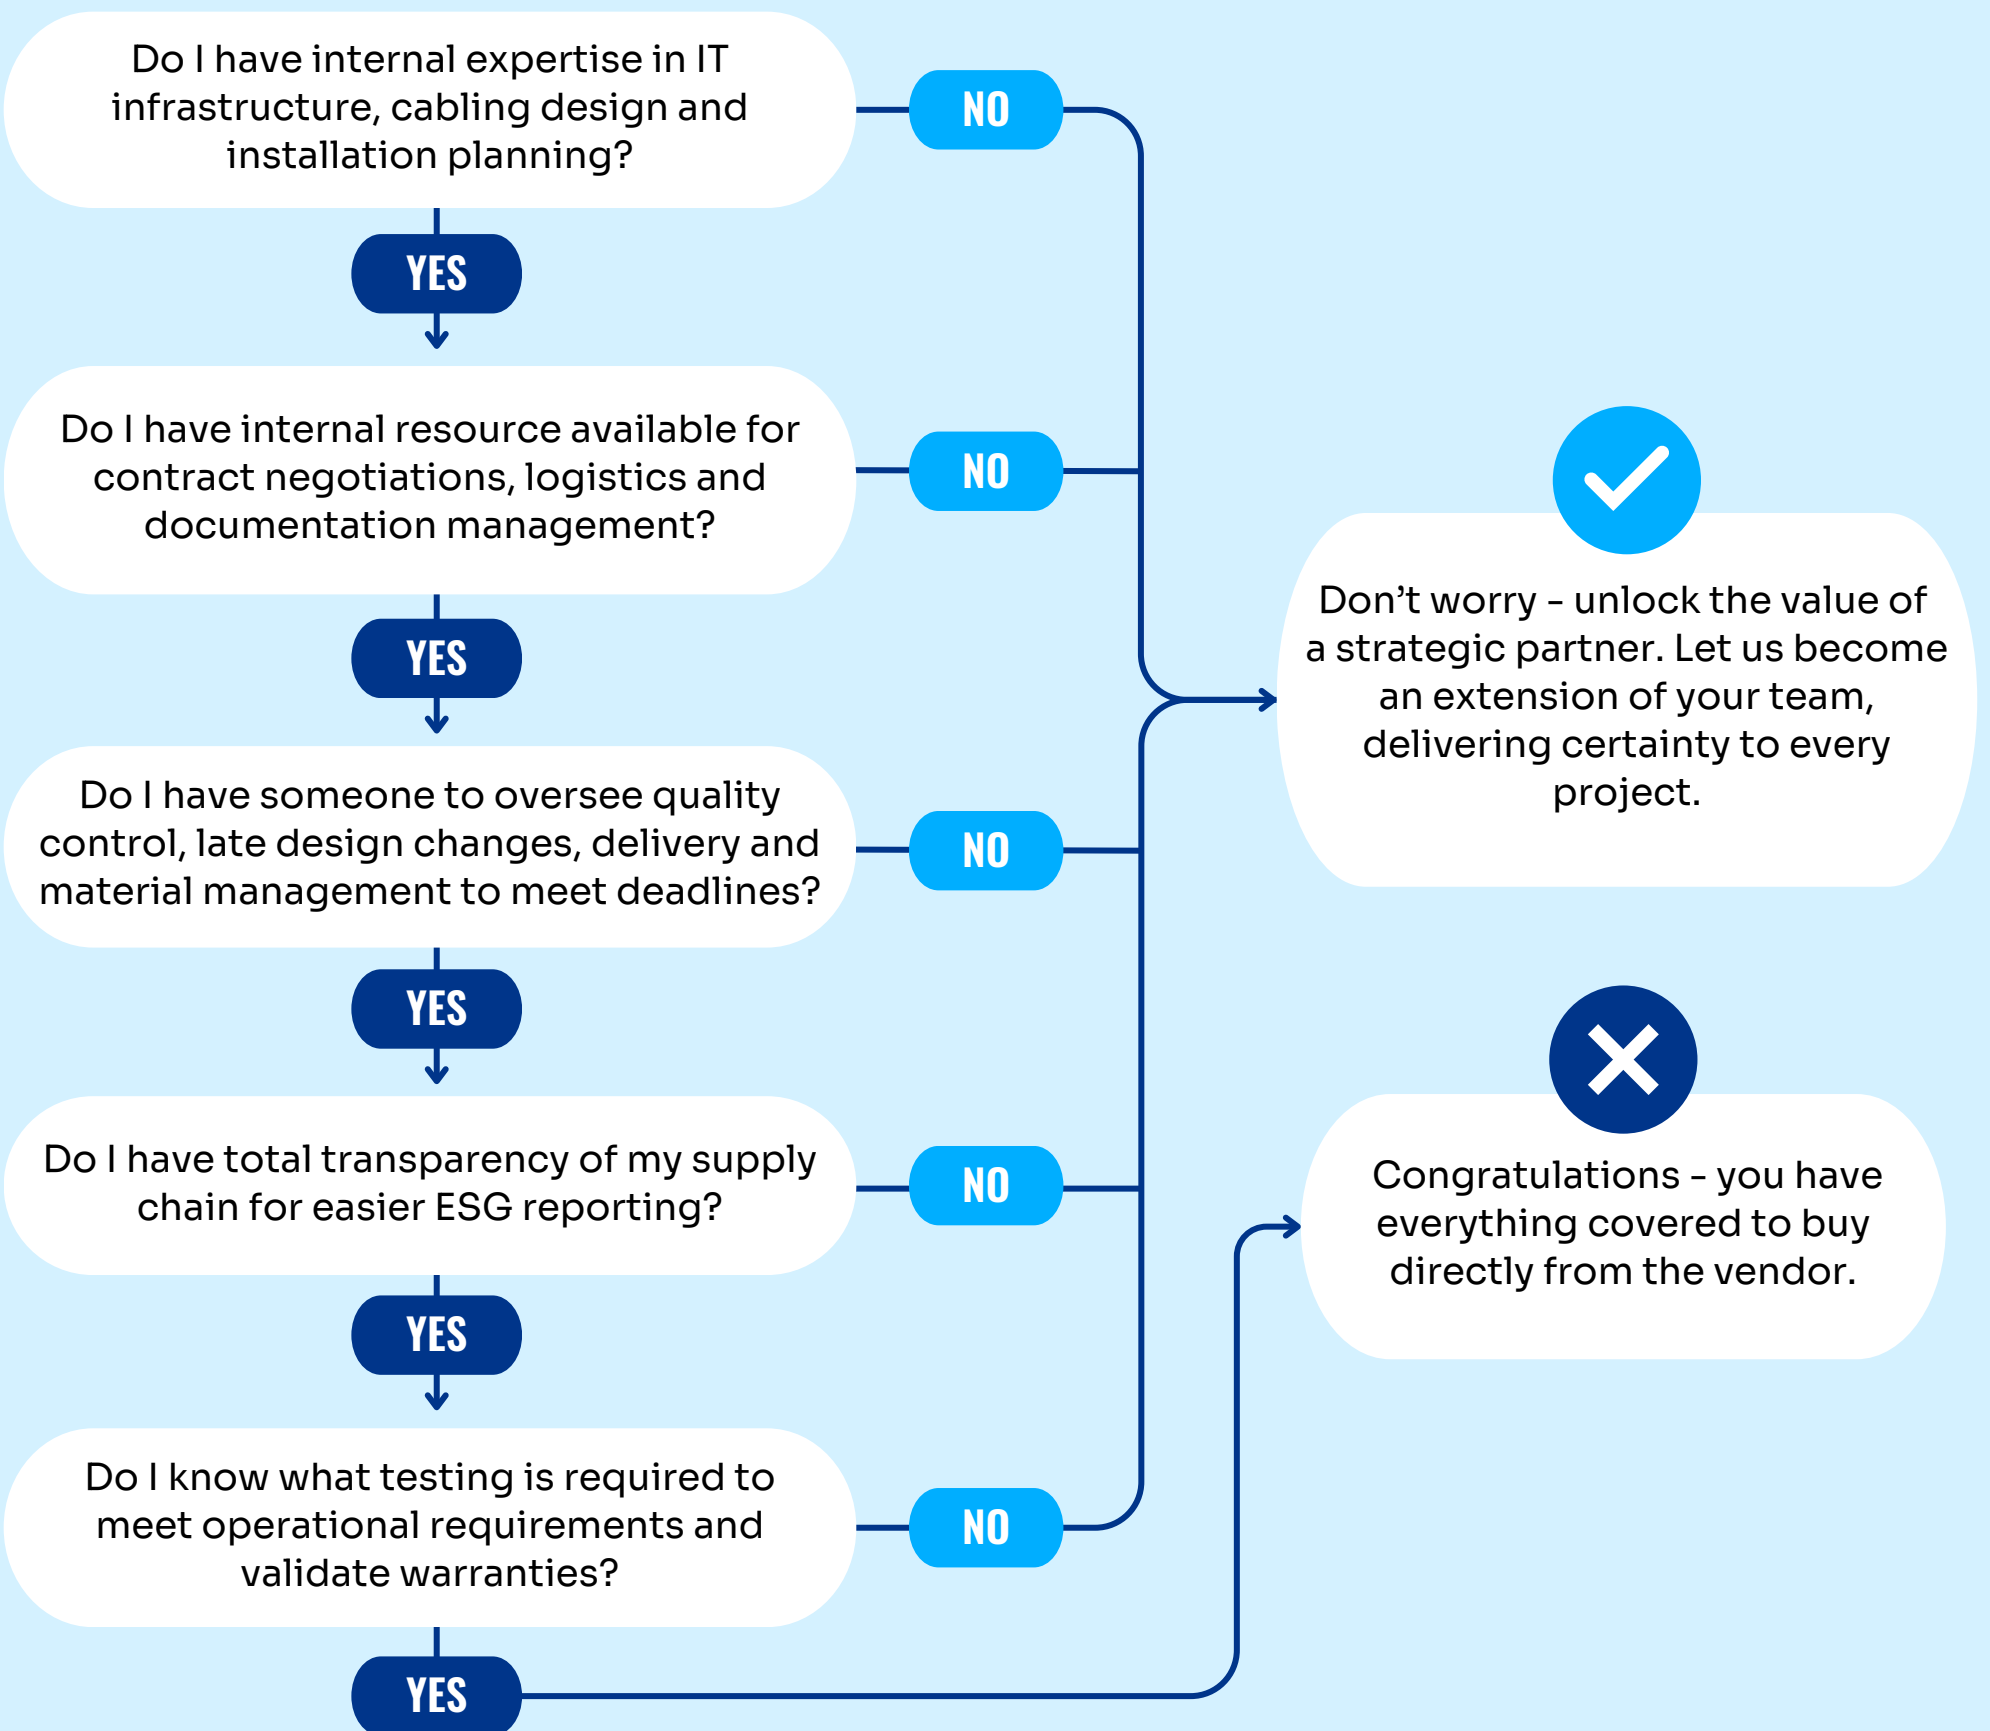 Do I have internal expertise in IT
infrastructure, cabling design and
installation planning?
NO
YES
Do I have internal resource available for
contract negotiations, logistics and
documentation management?
NO
YES
Do I have someone to oversee quality
control, late design changes, delivery and
material management to meet deadlines?
NO
YES
Do I have total transparency of my supply
chain for easier ESG reporting?
NO
YES
Do I know what testing is required to
meet operational requirements and
validate warranties?
NO
YES
Don’t worry - unlock the value of
a strategic partner. Let us become
an extension of your team,
delivering certainty to every
project.
Congratulations - you have
everything covered to buy
directly from the vendor.